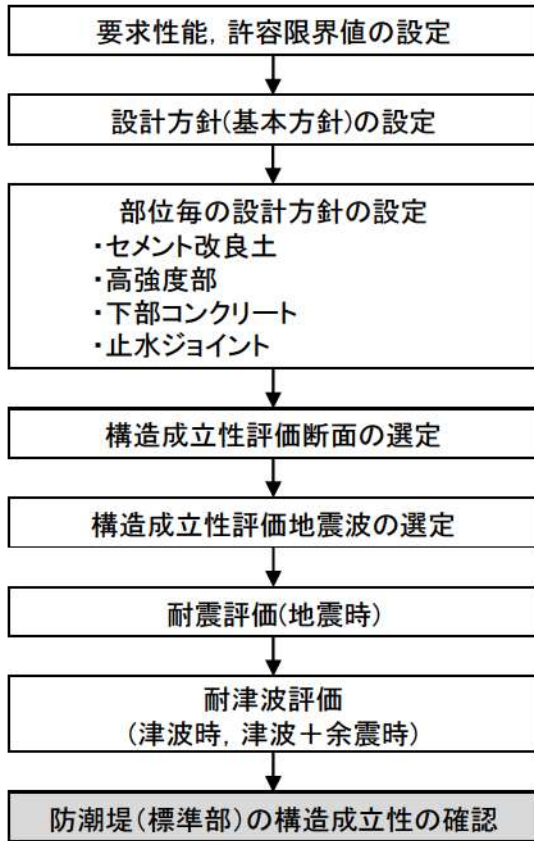 要求性能，許容限界値の設定
設計方針(基本方針)の設定
部位毎の設計方針の設定
・セメント改良土
・高強度部
・下部コンクリート
・止水ジョイント
構造成立性評価断面の選定
構造成立性評価地震波の選定
耐震評価(地震時)
耐津波評価
(津波時，津波＋余震時)
防潮堤(標準部)の構造成立性の確認